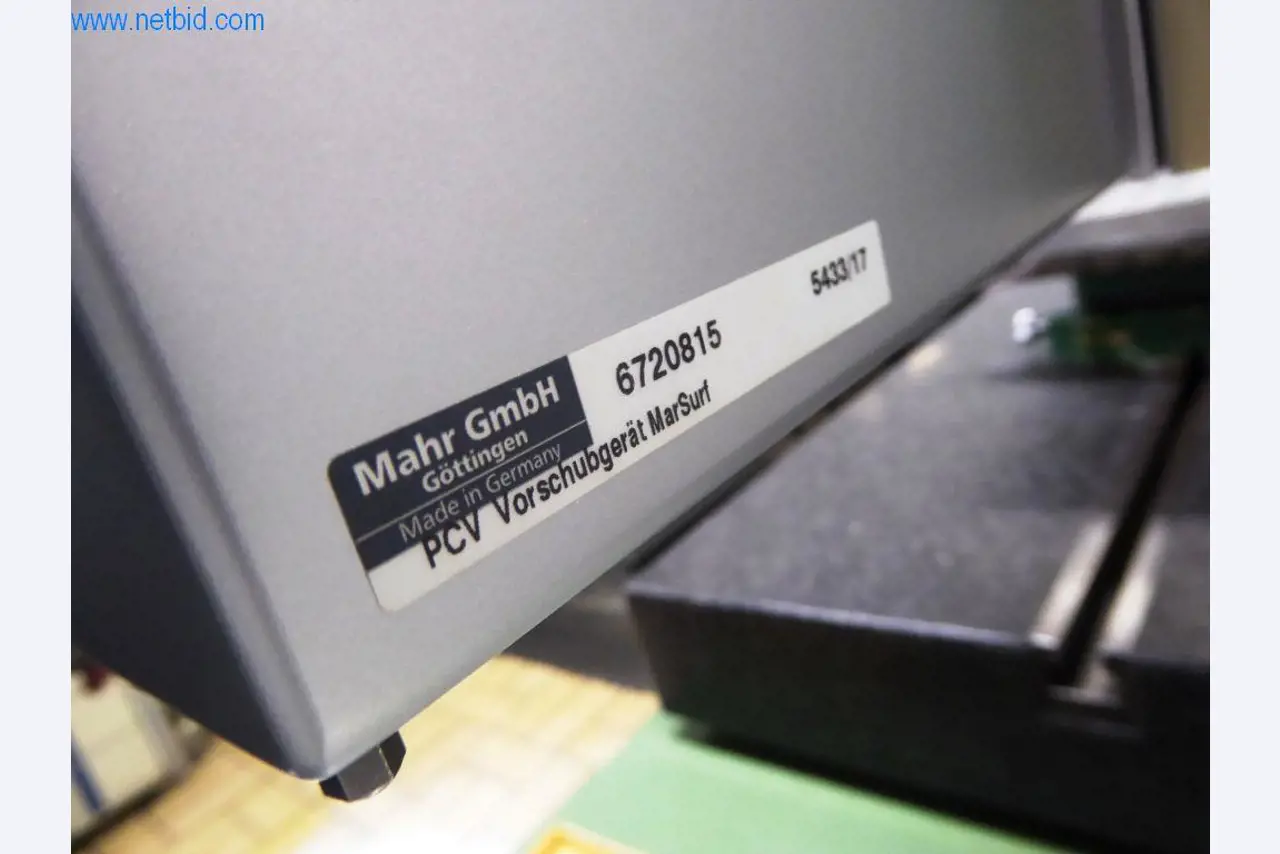 www.netbid.com
Mahr GmbH
Göttingen
Made in Germany
6720815
5433/17
PCV Vorschubgerät MarSurf